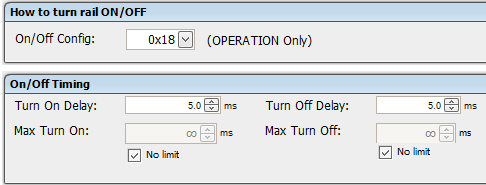 How to turn rail ON/OFF
On/Off Config: 0x18 (OPERATION Only)
On/Off Timing
Turn On Delay: 5.0 ms Turn Off Delay: 5.0 ms
Max Turn On: ∞ ms Max Turn Off: ∞ ms
No limit No limit